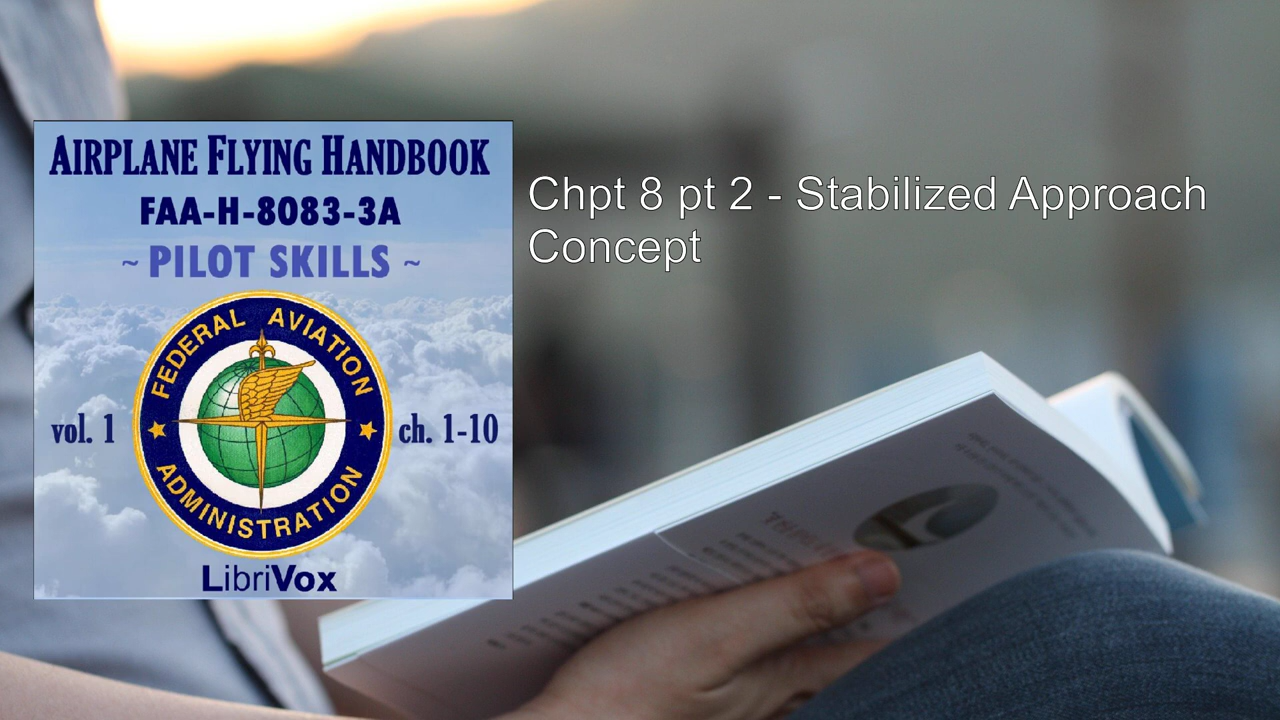 AIRPLANE FLYING HANDBOOK
FAA-H-8083-3A
~ PILOT SKILLS ~
FEDERAL AVIATION
ADMINISTRATION
vol. 1
ch. 1-10
LibriVox
Chpt 8 pt 2 - Stabilized Approach
Concept